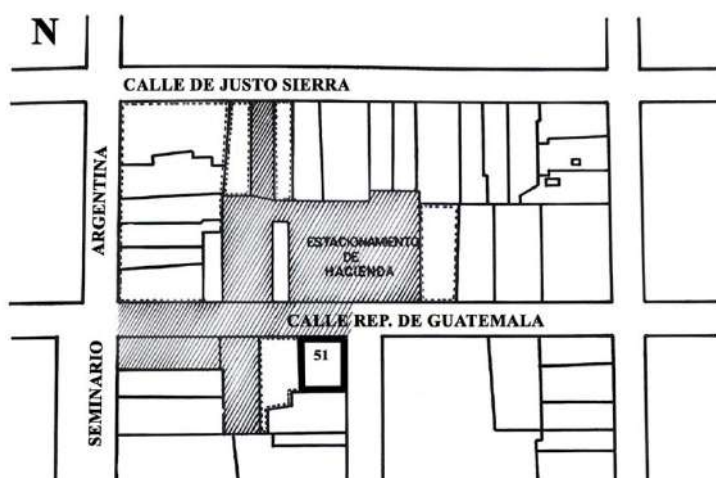 N
CALLE DE JUSTO SIERRA
ARGENTINA
ESTACIONAMIENTO
DE
HACIENDA
CALLE REP. DE GUATEMALA
SEMINARIO
51